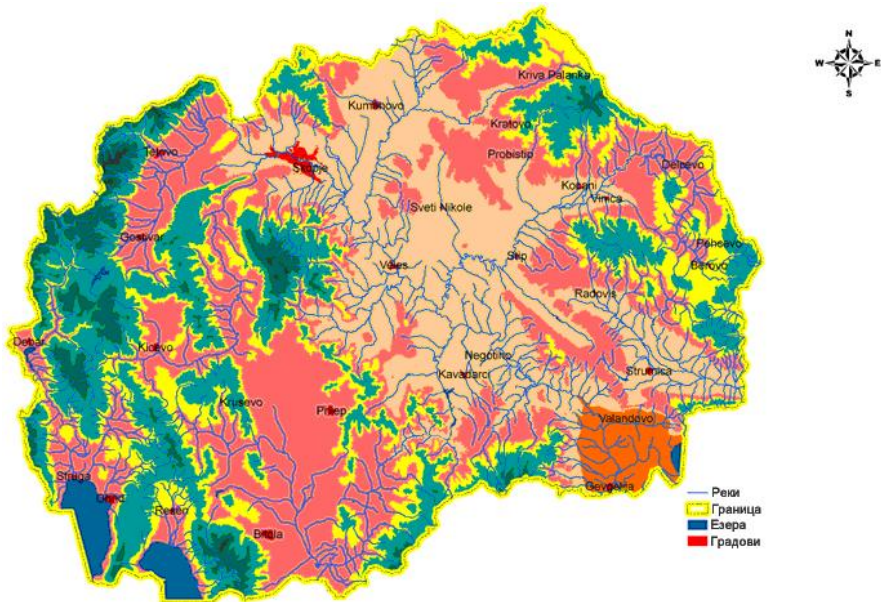 N
W E
S
Kriva Palanka
Kumanovo
Kratovo
Probistip
Tetovo
Skopje
Delcevo
Kocani
Vinica
Sveti Nikole
Gostivar
Pehcevo
Stip
Veles
Berovo
Radovis
Debar
Kicevo
Negotino
Kavadarci
Strumica
Krusevo
Prilep
Valandovo
Struga
Ohrid
Gevgelija
Resen
Bitola
Реки
Граница
Езера
Градови